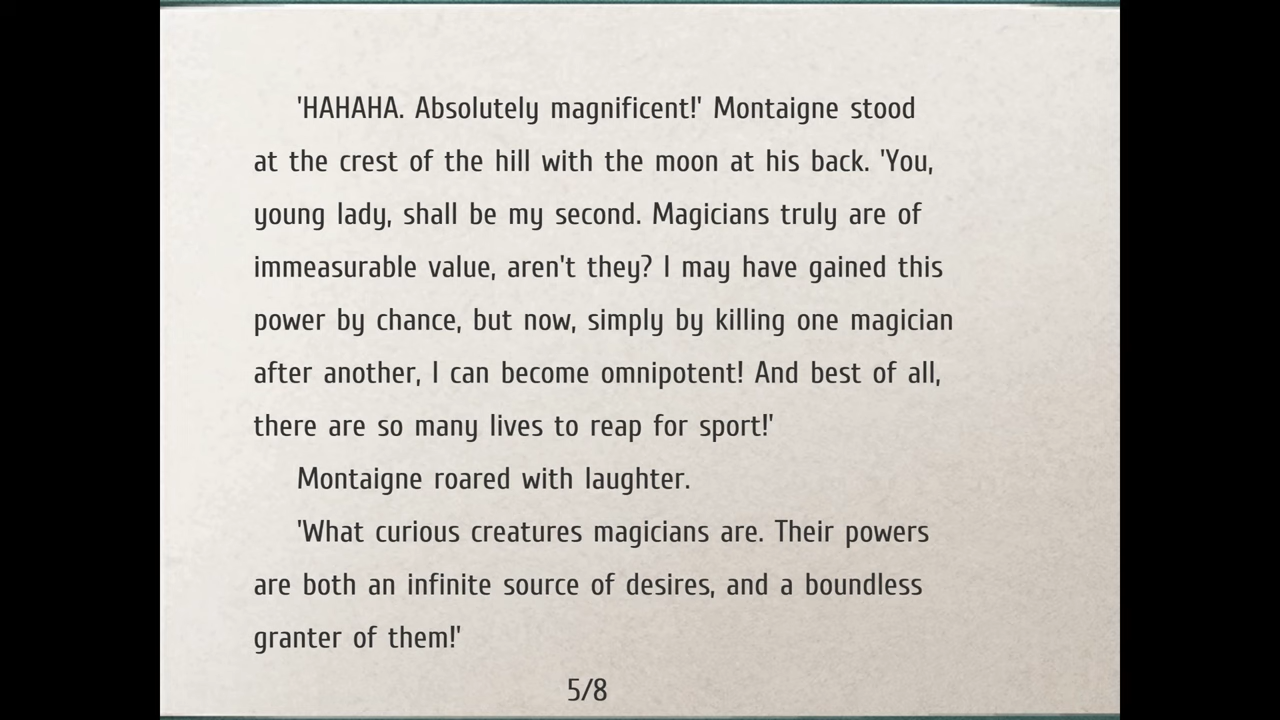 'HAHAHA. Absolutely magnificent!' Montaigne stood
at the crest of the hill with the moon at his back. 'You,
young lady, shall be my second. Magicians truly are of
immeasurable value, aren't they? I may have gained this
power by chance, but now, simply by killing one magician
after another, I can become omnipotent! And best of all,
there are so many lives to reap for sport!'
Montaigne roared with laughter.
'What curious creatures magicians are. Their powers
are both an infinite source of desires, and a boundless
granter of them!'
5/8